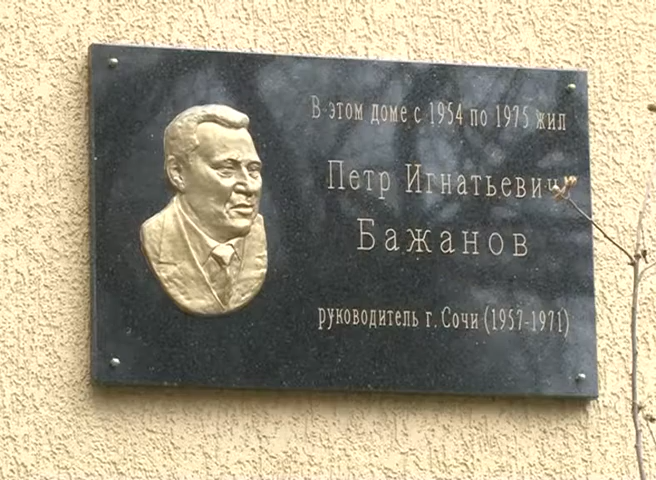 В этом доме с 1954 по 1975 жил
Петр Игнатьевич
Бажанов
руководитель г. Сочи (1957-1971)